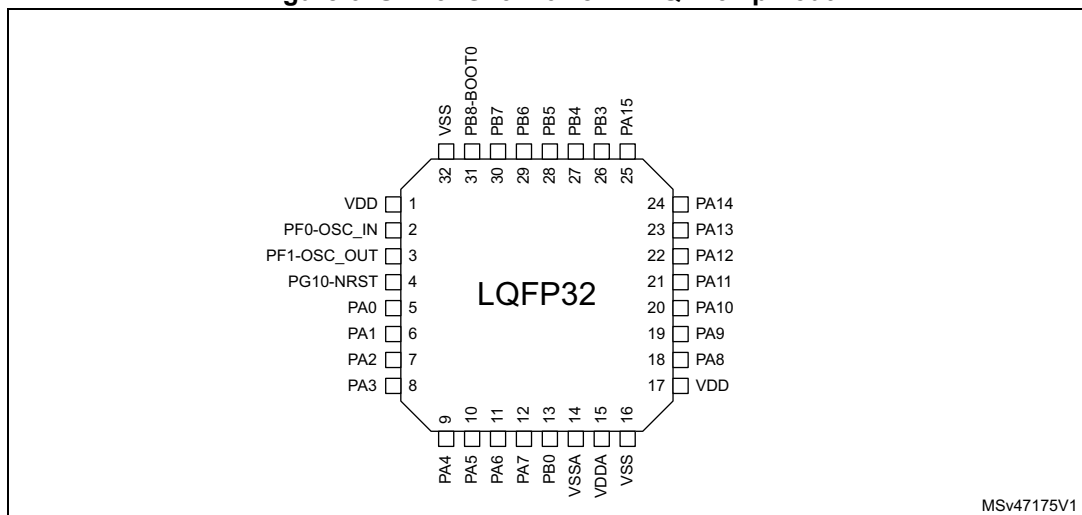 VSS
PB8-BOOT0
PB7
PB6
PB5
PB4
PB3
PA15
32
31
30
29
28
27
26
25
VDD 1
PF0-OSC_IN 2
PF1-OSC_OUT 3
PG10-NRST 4
PA0 5
PA1 6
PA2 7
PA3 8
LQFP32
24 PA14
23 PA13
22 PA12
21 PA11
20 PA10
19 PA9
18 PA8
17 VDD
9
10
11
12
13
14
15
16
PA4
PA5
PA6
PA7
PB0
VSSA
VDDA
VSS
MSv47175V1